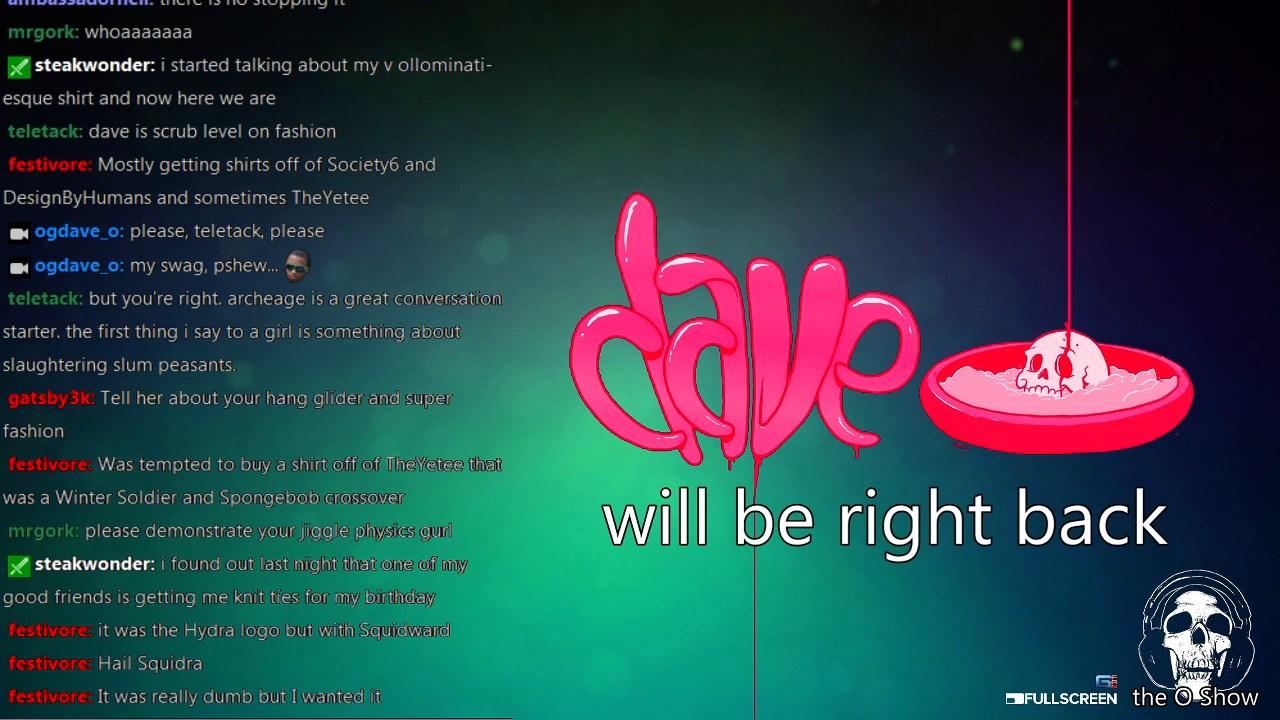 ambassadorhell: there is no stopping it
mrgork: whoaaaaaaa
steakwonder: i started talking about my v ollominati-
esque shirt and now here we are
teletack: dave is scrub level on fashion
festivore: Mostly getting shirts off of Society6 and
DesignByHumans and sometimes TheYetee
ogdave_o: please, teletack, please
ogdave_o: my swag, pshew...
teletack: but you're right. archeage is a great conversation
starter. the first thing i say to a girl is something about
slaughtering slum peasants.
gatsby3k: Tell her about your hang glider and super
fashion
festivore: Was tempted to buy a shirt off of TheYetee that
was a Winter Soldier and Spongebob crossover
mrgork: please demonstrate your jiggle physics gurl
steakwonder: i found out last night that one of my
good friends is getting me knit ties for my birthday
festivore: it was the Hydra logo but with Squidward
festivore: Hail Squidra
festivore: It was really dumb but I wanted it
dave
will be right back
FULLSCREEN
the O Show